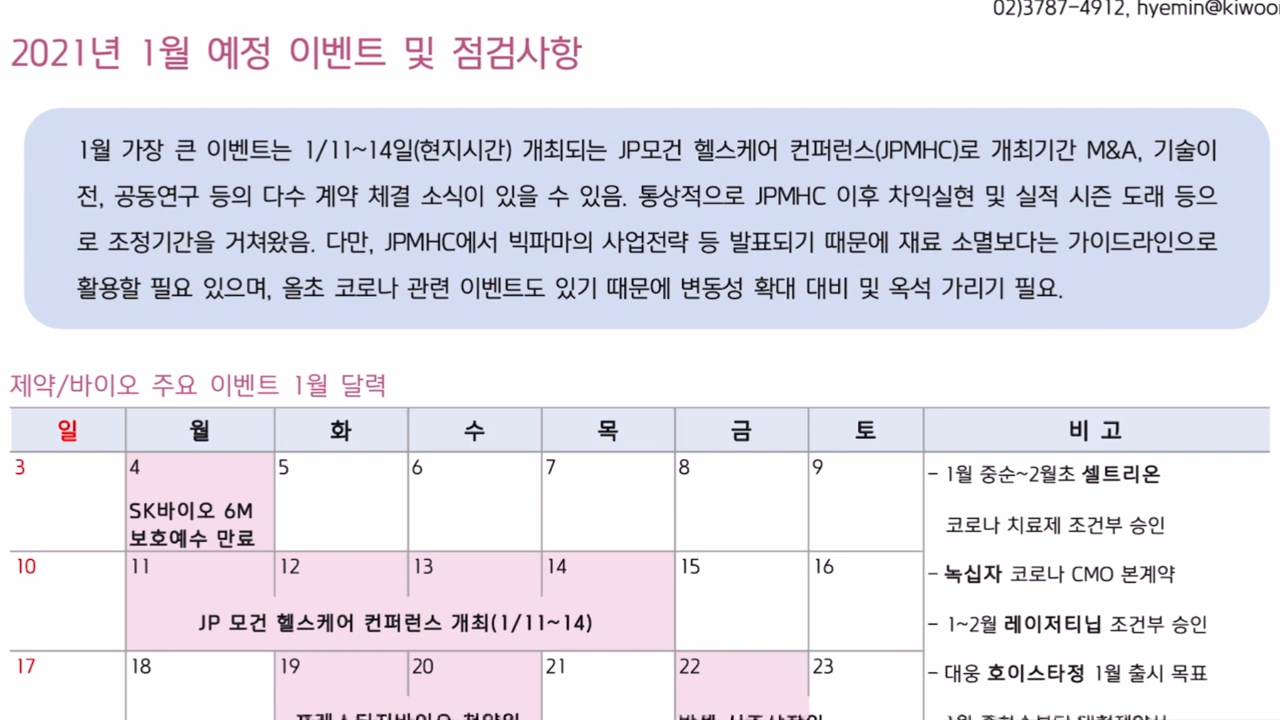 02)3787-4912, hyemin@kiwoo
2021년 1월 예정 이벤트 및 점검사항
1월 가장 큰 이벤트는 1/11~14일(현지시간) 개최되는 JP모건 헬스케어 컨퍼런스(JPMHC)로 개최기간 M&A, 기술이
전, 공동연구 등의 다수 계약 체결 소식이 있을 수 있음. 통상적으로 JPMHC 이후 차익실현 및 실적 시즌 도래 등으
로 조정기간을 거쳐왔음. 다만, JPMHC에서 빅파마의 사업전략 등 발표되기 때문에 재료 소멸보다는 가이드라인으로
활용할 필요 있으며, 올초 코로나 관련 이벤트도 있기 때문에 변동성 확대 대비 및 옥석 가리기 필요.
제약/바이오 주요 이벤트 1월 달력
일 월 화 수 목 금 토 비 고
3 4 5 6 7 8 9
SK바이오 6M
보호예수 만료
10 11 12 13 14 15 16
JP 모건 헬스케어 컨퍼런스 개최(1/11~14)
17 18 19 20 21 22 23
- 1월 중순~2월초 셀트리온
코로나 치료제 조건부 승인
- 녹십자 코로나 CMO 본계약
- 1~2월 레이저티닙 조건부 승인
- 대웅 호이스타정 1월 출시 목표